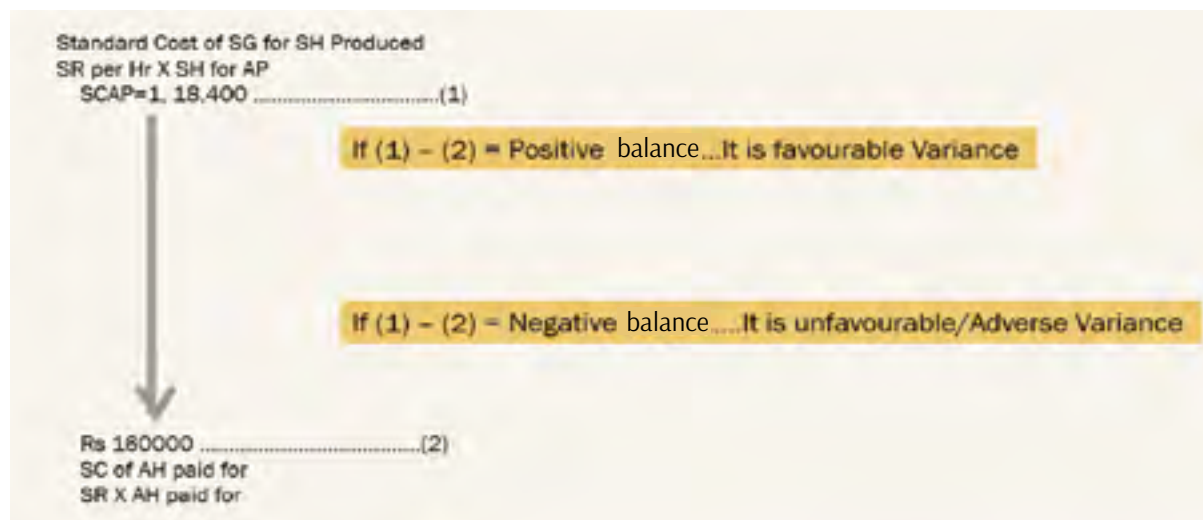 Standard Cost of SG for SH Produced
SR per Hr X SH for AP
SCAP=1, 18,400 ....................................(1)
If (1) – (2) = Positive balance...It is favourable Variance
If (1) – (2) – Negative balance.....It is unfavourable/Adverse Variance
Rs 160000 ..........................................(2)
SC of AH paid for
SR X AH paid for